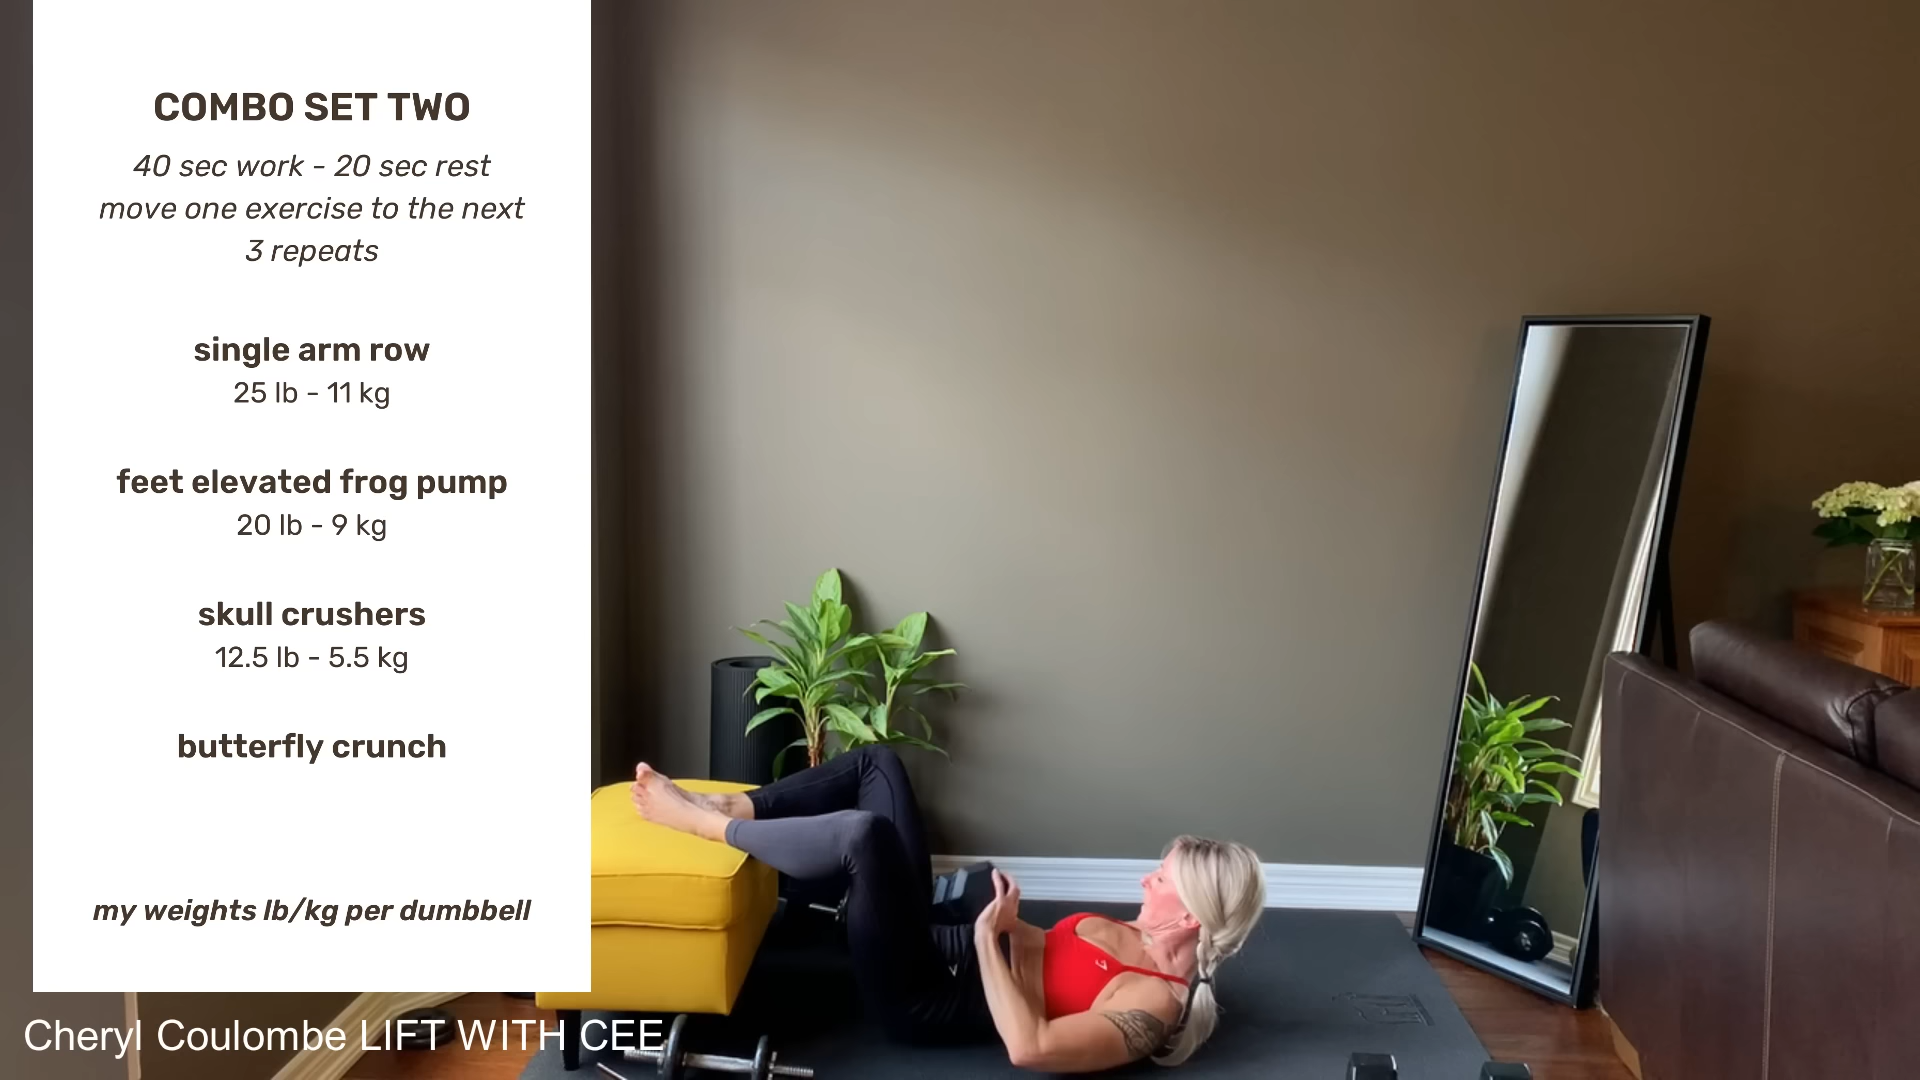 COMBO SET TWO
40 sec work - 20 sec rest
move one exercise to the next
3 repeats
single arm row
25 lb - 11 kg
feet elevated frog pump
20 lb - 9 kg
skull crushers
12.5 lb - 5.5 kg
butterfly crunch
my weights lb/kg per dumbbell
Cheryl Coulombe LIFT WITH CEE